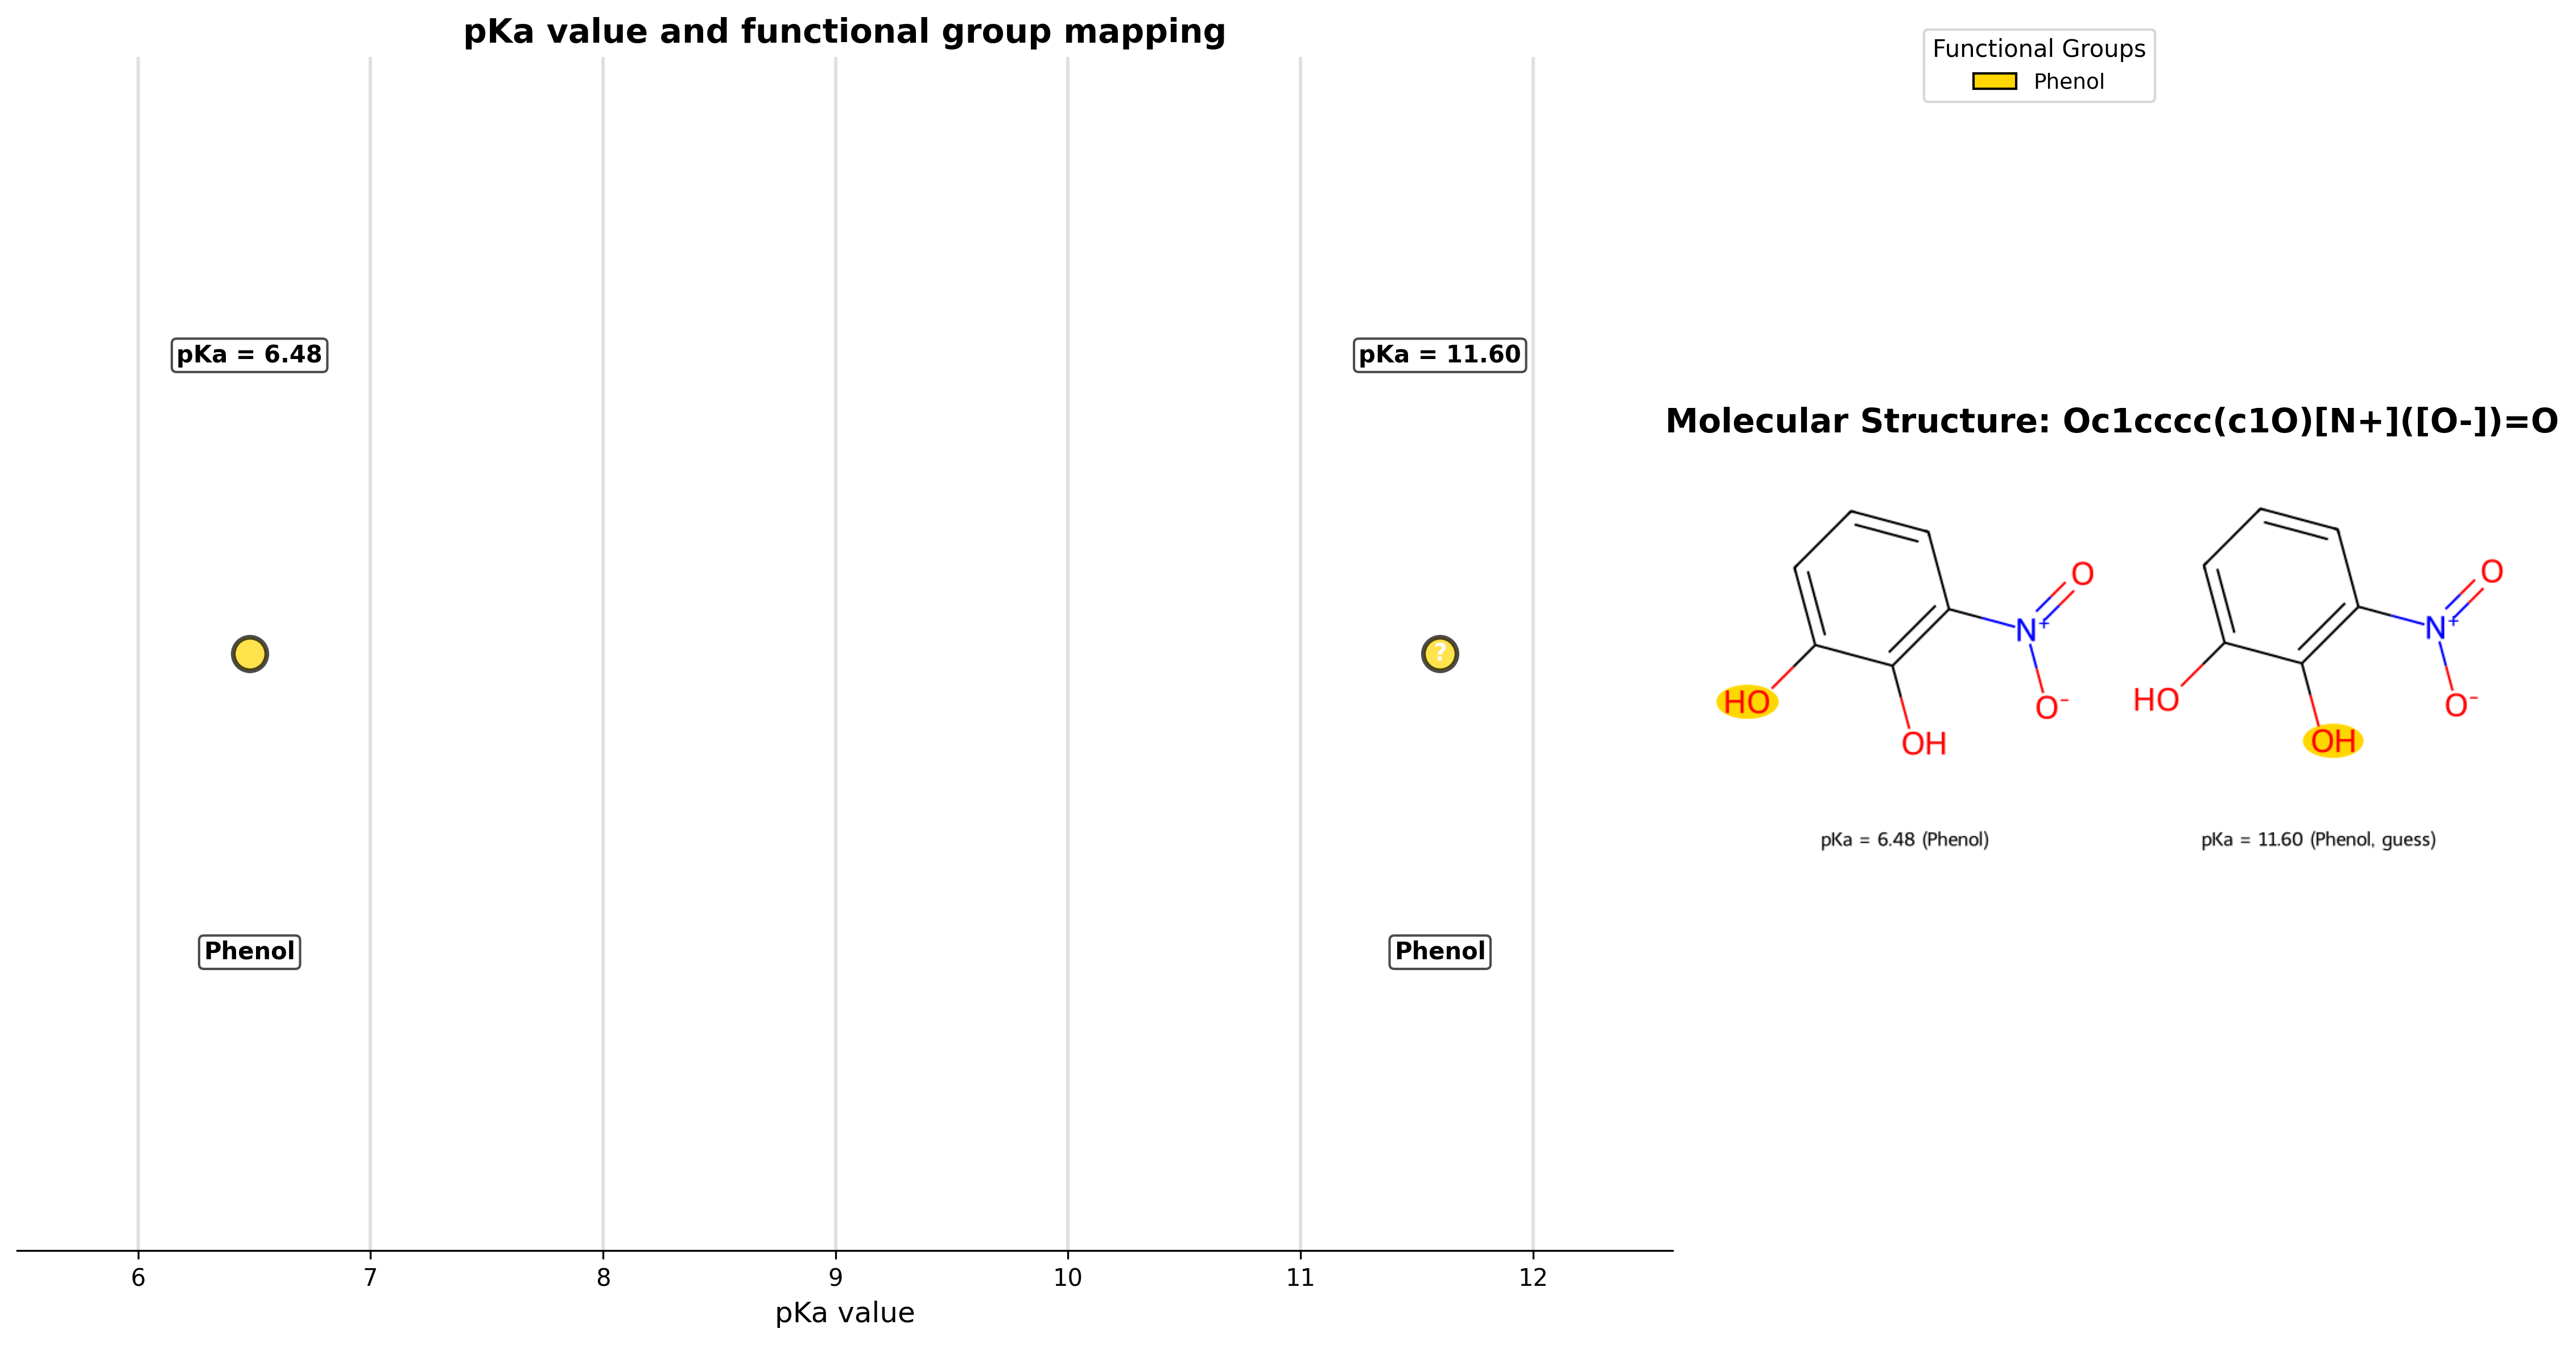 pKa value and functional group mapping
Functional Groups
Phenol
pKa = 6.48
pKa = 11.60
?
Phenol
Phenol
6 7 8 9 10 11 12
pKa value
Molecular Structure: Oc1cccc(c1O)[N+]([O-])=O
O
N+
O-
HO
OH
O
N+
O-
HO
OH
pKa = 6.48 (Phenol)
pKa = 11.60 (Phenol, guess)